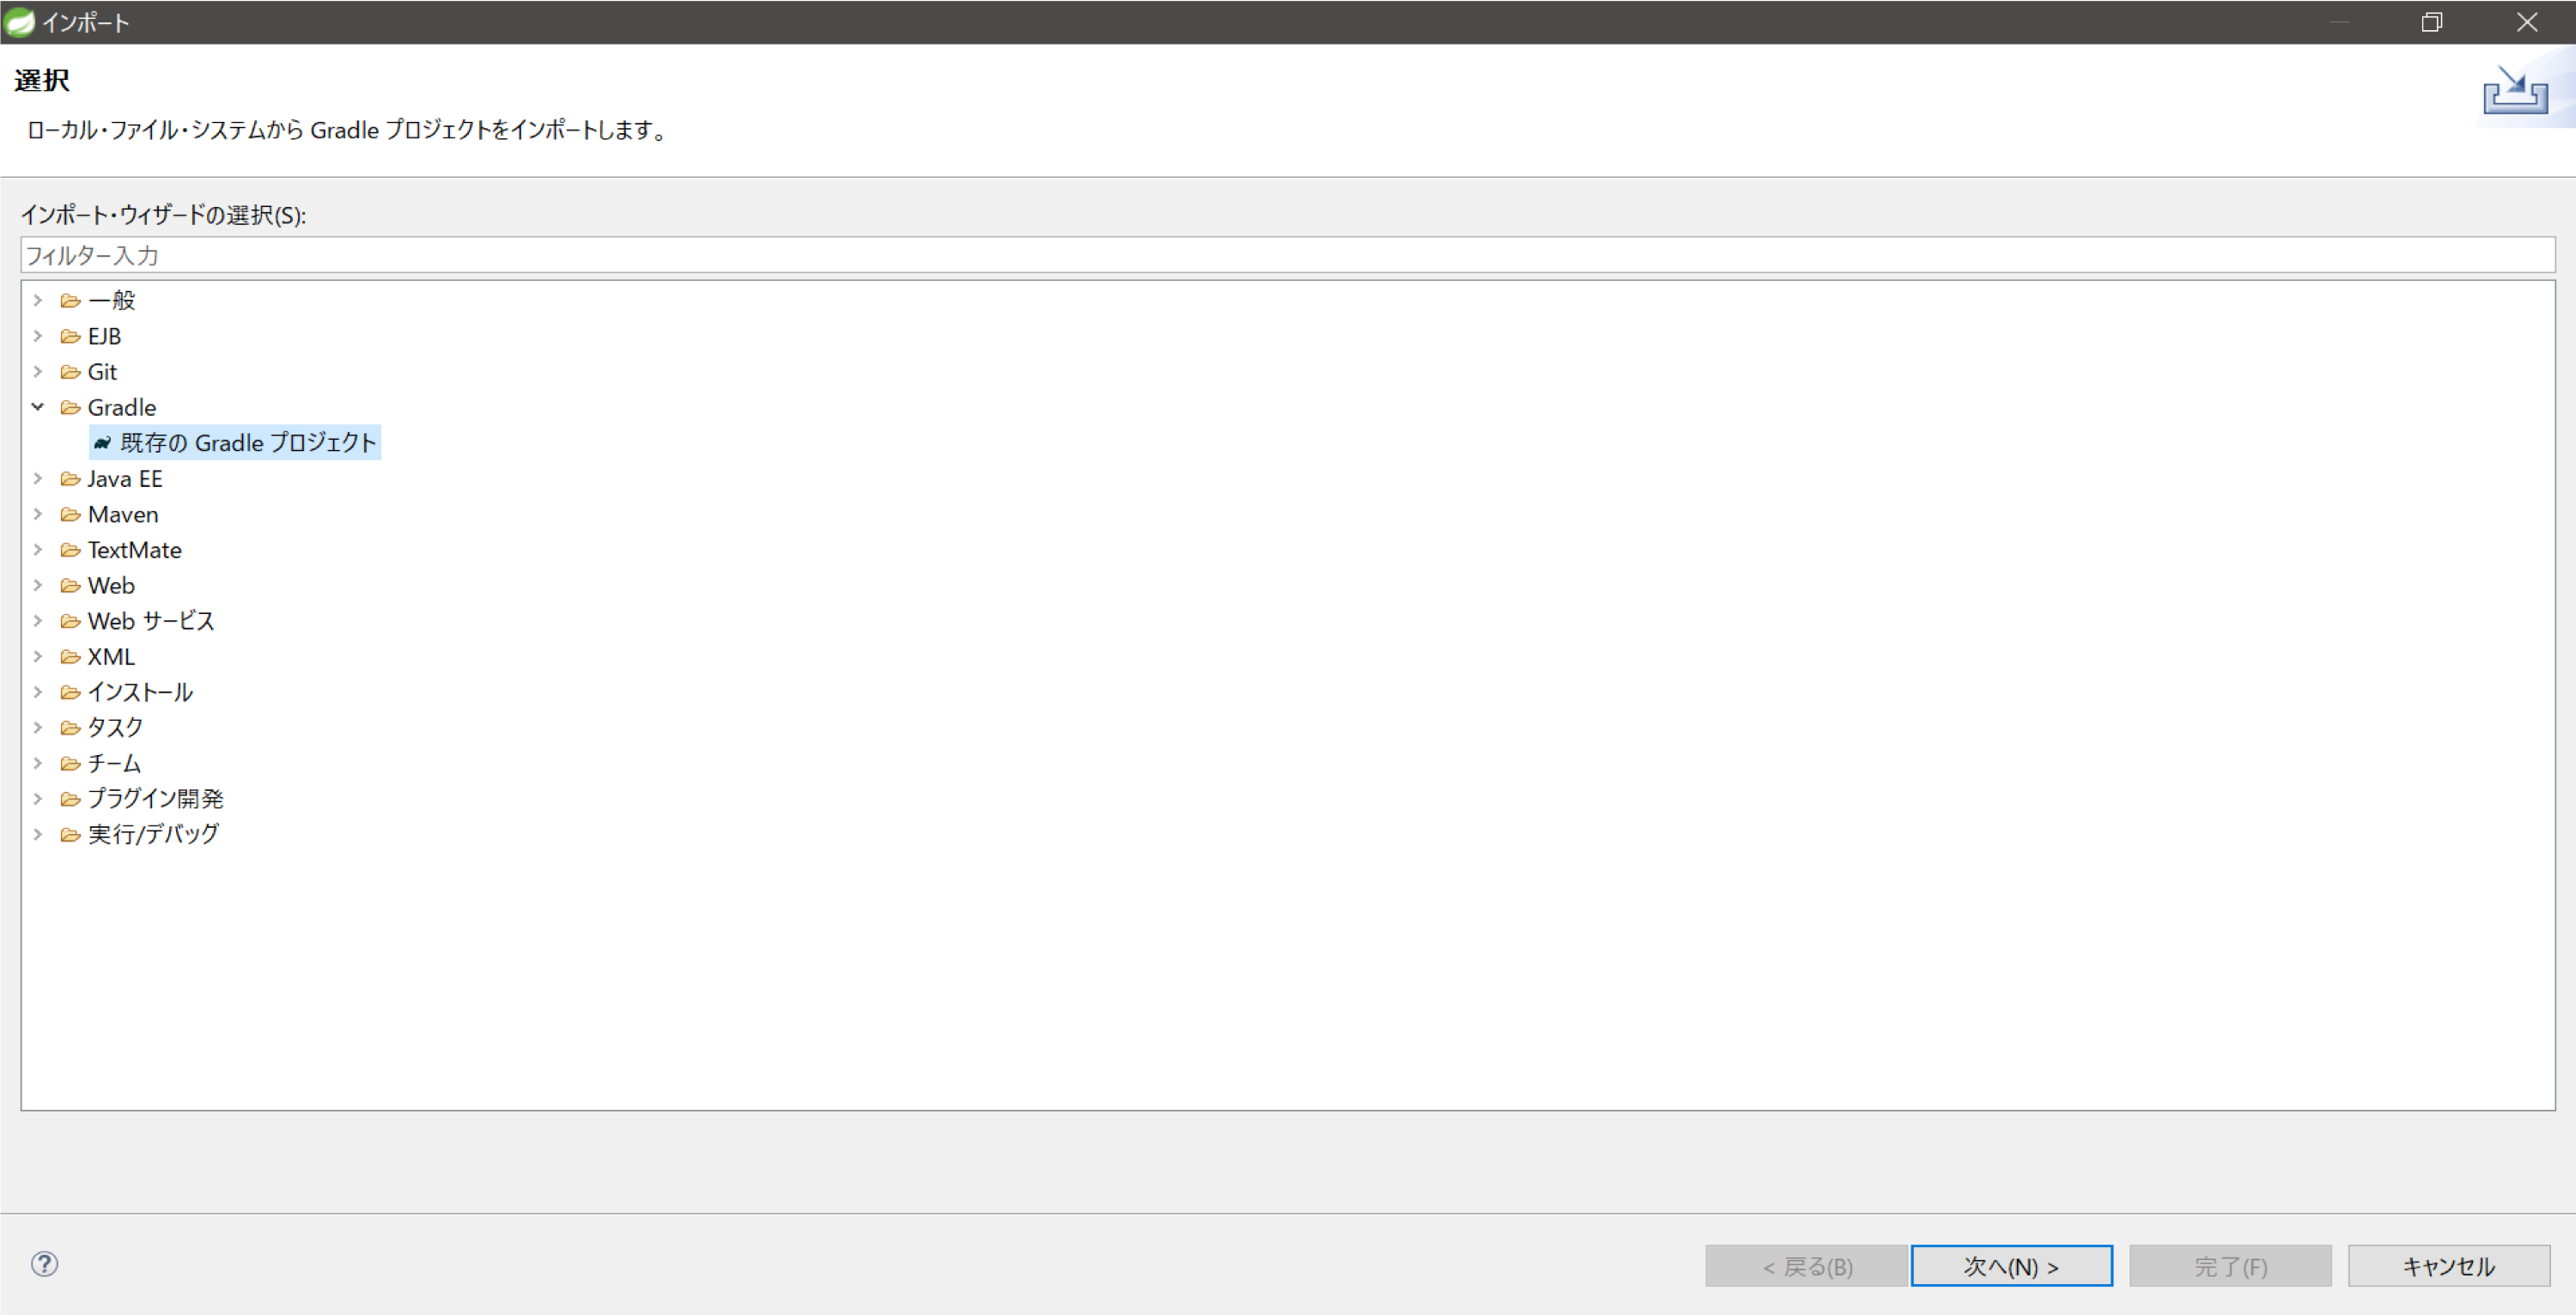 インポート
選択
ローカル・ファイル・システムから Gradle プロジェクトをインポートします。
インポート・ウィザードの選択(S):
フィルター入力
一般
EJB
Git
Gradle
既存の Gradle プロジェクト
Java EE
Maven
TextMate
Web
Web サービス
XML
インストール
タスク
チーム
プラグイン開発
実行/デバッグ
< 戻る(B) 次へ(N) > 完了(F) キャンセル